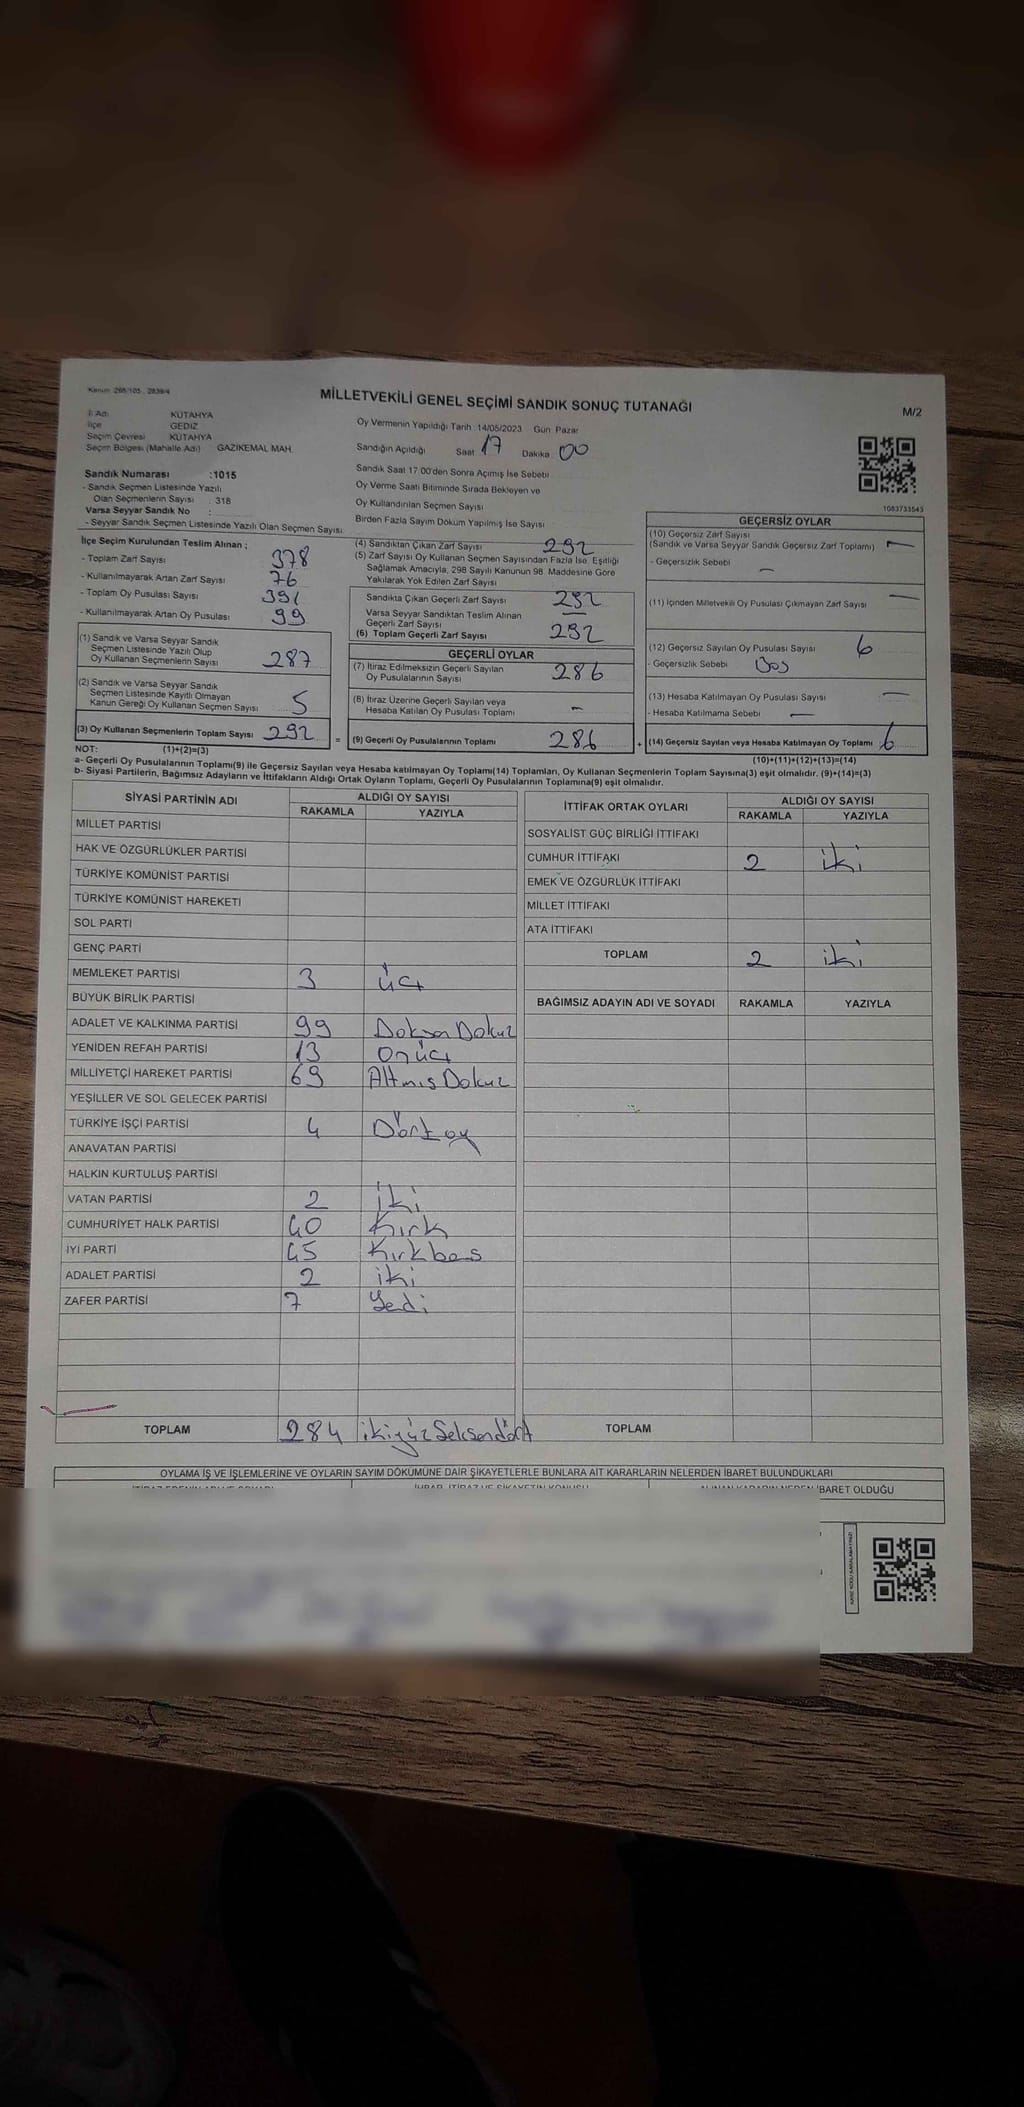 Kanun: 298/105 , 2839/4
MİLLETVEKİLİ GENEL SEÇİMİ SANDIK SONUÇ TUTANAĞI
M/2
İl Adı KÜTAHYA
İlçe GEDİZ
Seçim Çevresi KÜTAHYA
Seçim Bölgesi (Mahalle Adı) GAZİKEMAL MAH.
Sandık Numarası :1015
- Sandık Seçmen Listesinde Yazılı
Olan Seçmenlerin Sayısı : 318
Varsa Seyyar Sandık No :
- Seyyar Sandık Seçmen Listesinde Yazılı Olan Seçmen Sayısı
İlçe Seçim Kurulundan Teslim Alınan ;
- Toplam Zarf Sayısı 378
- Kullanılmayarak Artan Zarf Sayısı 76
- Toplam Oy Pusulası Sayısı 391
- Kullanılmayarak Artan Oy Pusulası 99
(1) Sandık ve Varsa Seyyar Sandık
Seçmen Listesinde Yazılı Olup
Oy Kullanan Seçmenlerin Sayısı 287
(2) Sandık ve Varsa Seyyar Sandık
Seçmen Listesinde Kayıtlı Olmayan
Kanun Gereği Oy Kullanan Seçmen Sayısı 5
(3) Oy Kullanan Seçmenlerin Toplam Sayısı 292
Oy Vermenin Yapıldığı Tarih :14/05/2023 Gün Pazar
Sandığın Açıldığı Saat 17 Dakika 00
Sandık Saat 17.00'den Sonra Açımış İse Sebebi
Oy Verme Saati Bitiminde Sırada Bekleyen ve
Oy Kullandırılan Seçmen Sayısı
Birden Fazla Sayım Döküm Yapılmış İse Sayısı
(4) Sandıktan Çıkan Zarf Sayısı 292
(5) Zarf Sayısı Oy Kullanan Seçmen Sayısından Fazla İse, Eşitliği
Sağlamak Amacıyla, 298 Sayılı Kanunun 98. Maddesine Göre
Yakılarak Yok Edilen Zarf Sayısı
Sandıkta Çıkan Geçerli Zarf Sayısı 292
Varsa Seyyar Sandıktan Teslim Alınan
Geçerli Zarf Sayısı —
(6) Toplam Geçerli Zarf Sayısı 292
GEÇERLİ OYLAR
(7) İtiraz Edilmeksizin Geçerli Sayılan
Oy Pusulalarının Sayısı 286
(8) İtiraz Üzerine Geçerli Sayılan veya
Hesaba Katılan Oy Pusulası Toplamı -
= (9) Geçerli Oy Pusulalarının Toplamı 286
1083733543
GEÇERSİZ OYLAR
(10) Geçersiz Zarf Sayısı
(Sandık ve Varsa Seyyar Sandık Geçersiz Zarf Toplamı) —
- Geçersizlik Sebebi —
(11) İçinden Milletvekili Oy Pusulası Çıkmayan Zarf Sayısı —
(12) Geçersiz Sayılan Oy Pusulası Sayısı 6
- Geçersizlik Sebebi Boş
(13) Hesaba Katılmayan Oy Pusulası Sayısı —
- Hesaba Katılmama Sebebi —
+ (14) Geçersiz Sayılan veya Hesaba Katılmayan Oy Toplamı 6
NOT: (1)+(2)=(3)
(10)+(11)+(12)+(13)=(14)
a- Geçerli Oy Pusulalarının Toplamı(9) ile Geçersiz Sayılan veya Hesaba katılmayan Oy Toplamı(14) Toplamları, Oy Kullanan Seçmenlerin Toplam Sayısına(3) eşit olmalıdır. (9)+(14)=(3)
b- Siyasi Partilerin, Bağımsız Adayların ve İttifakların Aldığı Ortak Oyların Toplamı, Geçerli Oy Pusulalarının Toplamına(9) eşit olmalıdır.
SİYASİ PARTİNİN ADI ALDIĞI OY SAYISI
RAKAMLA YAZIYLA
MİLLET PARTİSİ
HAK VE ÖZGÜRLÜKLER PARTİSİ
TÜRKİYE KOMÜNİST PARTİSİ
TÜRKİYE KOMÜNİST HAREKETİ
SOL PARTİ
GENÇ PARTİ
MEMLEKET PARTİSİ 3 üç
BÜYÜK BİRLİK PARTİSİ
ADALET VE KALKINMA PARTİSİ 99 Doksan Dokuz
YENİDEN REFAH PARTİSİ 13 Onüç
MİLLİYETÇİ HAREKET PARTİSİ 69 Altmış Dokuz
YEŞİLLER VE SOL GELECEK PARTİSİ
TÜRKİYE İŞÇİ PARTİSİ 4 Dört oy
ANAVATAN PARTİSİ
HALKIN KURTULUŞ PARTİSİ
VATAN PARTİSİ 2 İki
CUMHURİYET HALK PARTİSİ 40 Kırk
İYİ PARTİ 45 Kırkbeş
ADALET PARTİSİ 2 iki
ZAFER PARTİSİ 7 Yedi
TOPLAM 284 ikiyüz Seksendört
İTTİFAK ORTAK OYLARI ALDIĞI OY SAYISI
RAKAMLA YAZIYLA
SOSYALİST GÜÇ BİRLİĞİ İTTİFAKI
CUMHUR İTTİFAKI 2 iki
EMEK VE ÖZGÜRLÜK İTTİFAKI
MİLLET İTTİFAKI
ATA İTTİFAKI
TOPLAM 2 iki
BAĞIMSIZ ADAYIN ADI VE SOYADI RAKAMLA YAZIYLA
TOPLAM
OYLAMA İŞ VE İŞLEMLERİNE VE OYLARIN SAYIM DÖKÜMÜNE DAİR ŞİKAYETLERLE BUNLARA AİT KARARLARIN NELERDEN İBARET BULUNDUKLARI
İBARET OLDUĞU